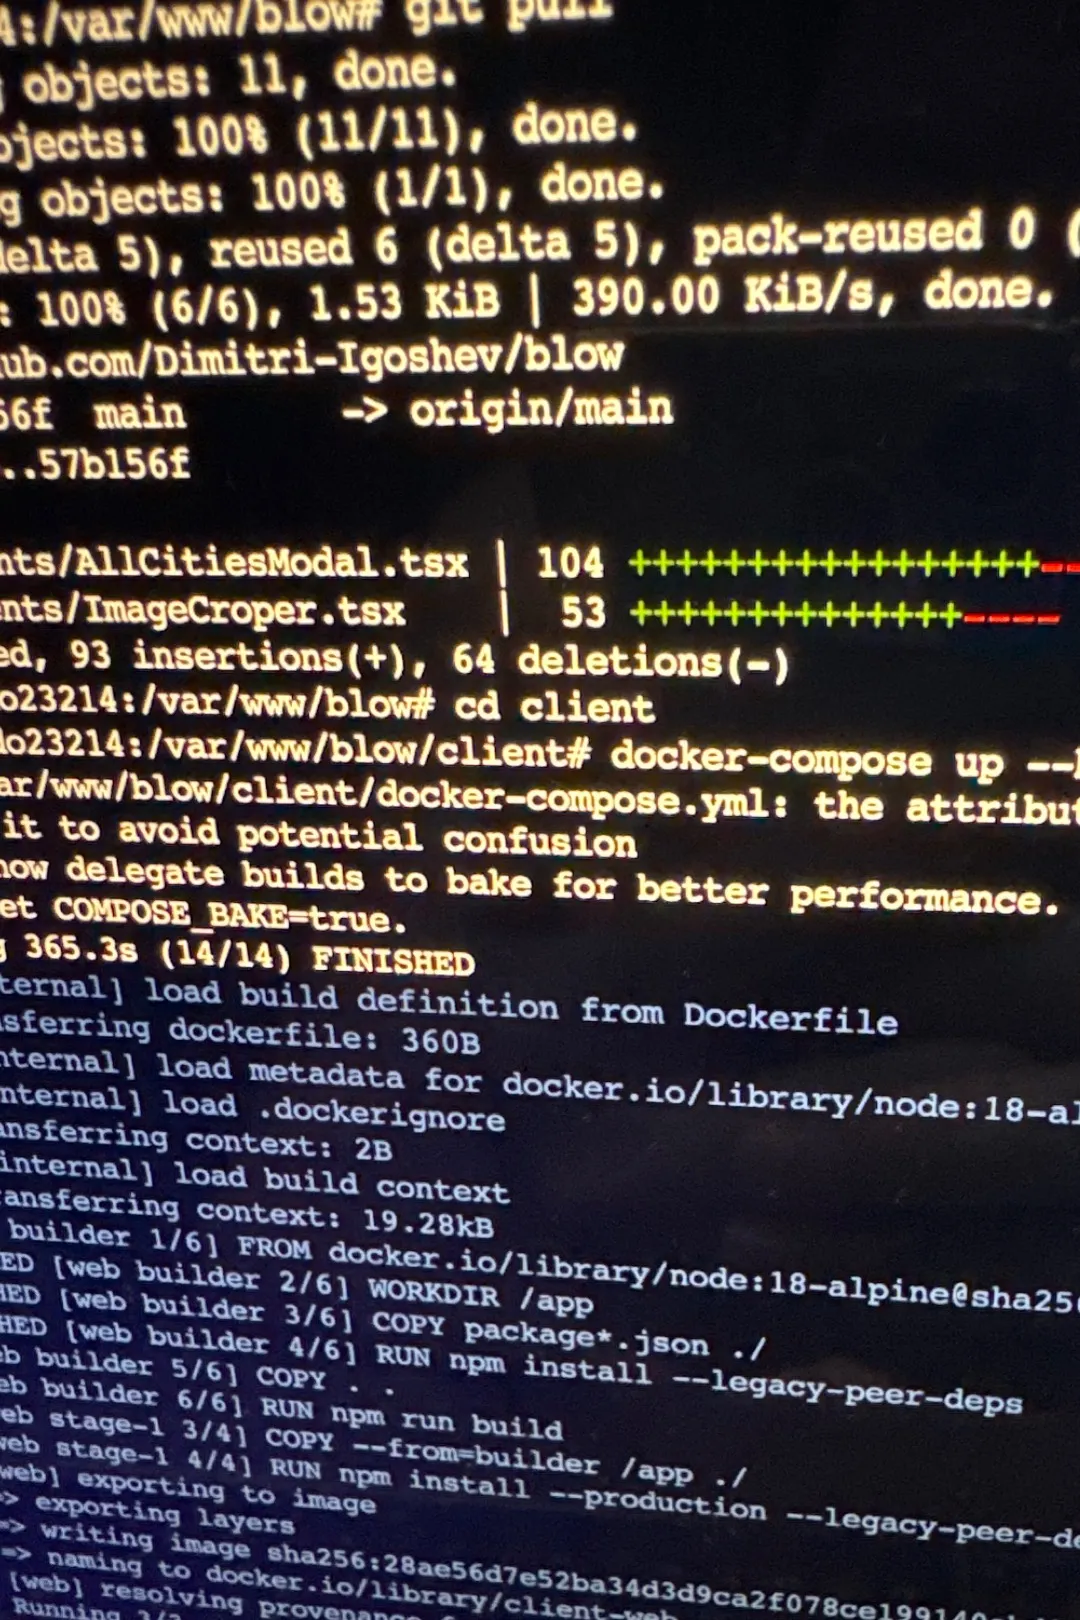 4:/var/www/blow# git pull
objects: 11, done.
bjects: 100% (11/11), done.
g objects: 100% (1/1), done.
delta 5), reused 6 (delta 5), pack-reused 0 (
: 100% (6/6), 1.53 KiB | 390.00 KiB/s, done.
ub.com/Dimitri-Igoshev/blow
56f main -> origin/main
..57b156f
nts/AllCitiesModal.tsx | 104 +++++++++++++++++--
nts/ImageCroper.tsx | 53 ++++++++++++++----
ed, 93 insertions(+), 64 deletions(-)
o23214:/var/www/blow# cd client
lo23214:/var/www/blow/client# docker-compose up --
ar/www/blow/client/docker-compose.yml: the attribut
it to avoid potential confusion
now delegate builds to bake for better performance.
et COMPOSE_BAKE=true.
g 365.3s (14/14) FINISHED
ternal] load build definition from Dockerfile
sferring dockerfile: 360B
nternal] load metadata for docker.io/library/node:18-al
nternal] load .dockerignore
ansferring context: 2B
internal] load build context
ansferring context: 19.28kB
builder 1/6] FROM docker.io/library/node:18-alpine@sha256
ED [web builder 2/6] WORKDIR /app
HED [web builder 3/6] COPY package*.json ./
HED [web builder 4/6] RUN npm install --legacy-peer-deps
eb builder 5/6] COPY . .
eb builder 6/6] RUN npm run build
eb stage-1 3/4] COPY --from=builder /app ./
web stage-1 4/4] RUN npm install --production --legacy-peer-de
web] exporting to image
=> exporting layers
=> writing image sha256:28ae56d7e52ba34d3d9ca2f078ce1991
=> naming to docker.io/library/client-web
[web] resolving provenance
Running